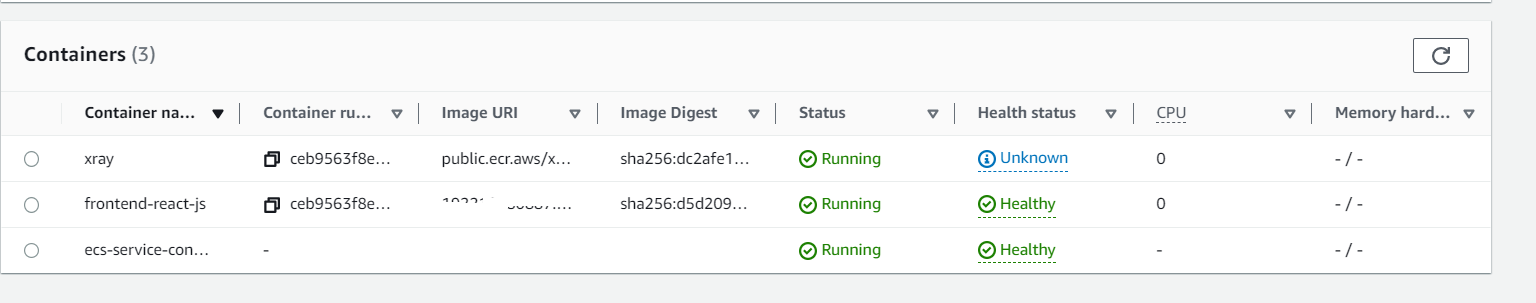 Containers (3)
Container na... Container ru... Image URI Image Digest Status Health status CPU Memory hard...
xray ceb9563f8e... public.ecr.aws/x... sha256:dc2afe1... Running Unknown 0 - / -
frontend-react-js ceb9563f8e... sha256:d5d209... Running Healthy 0 - / -
ecs-service-con... - Running Healthy - - / -